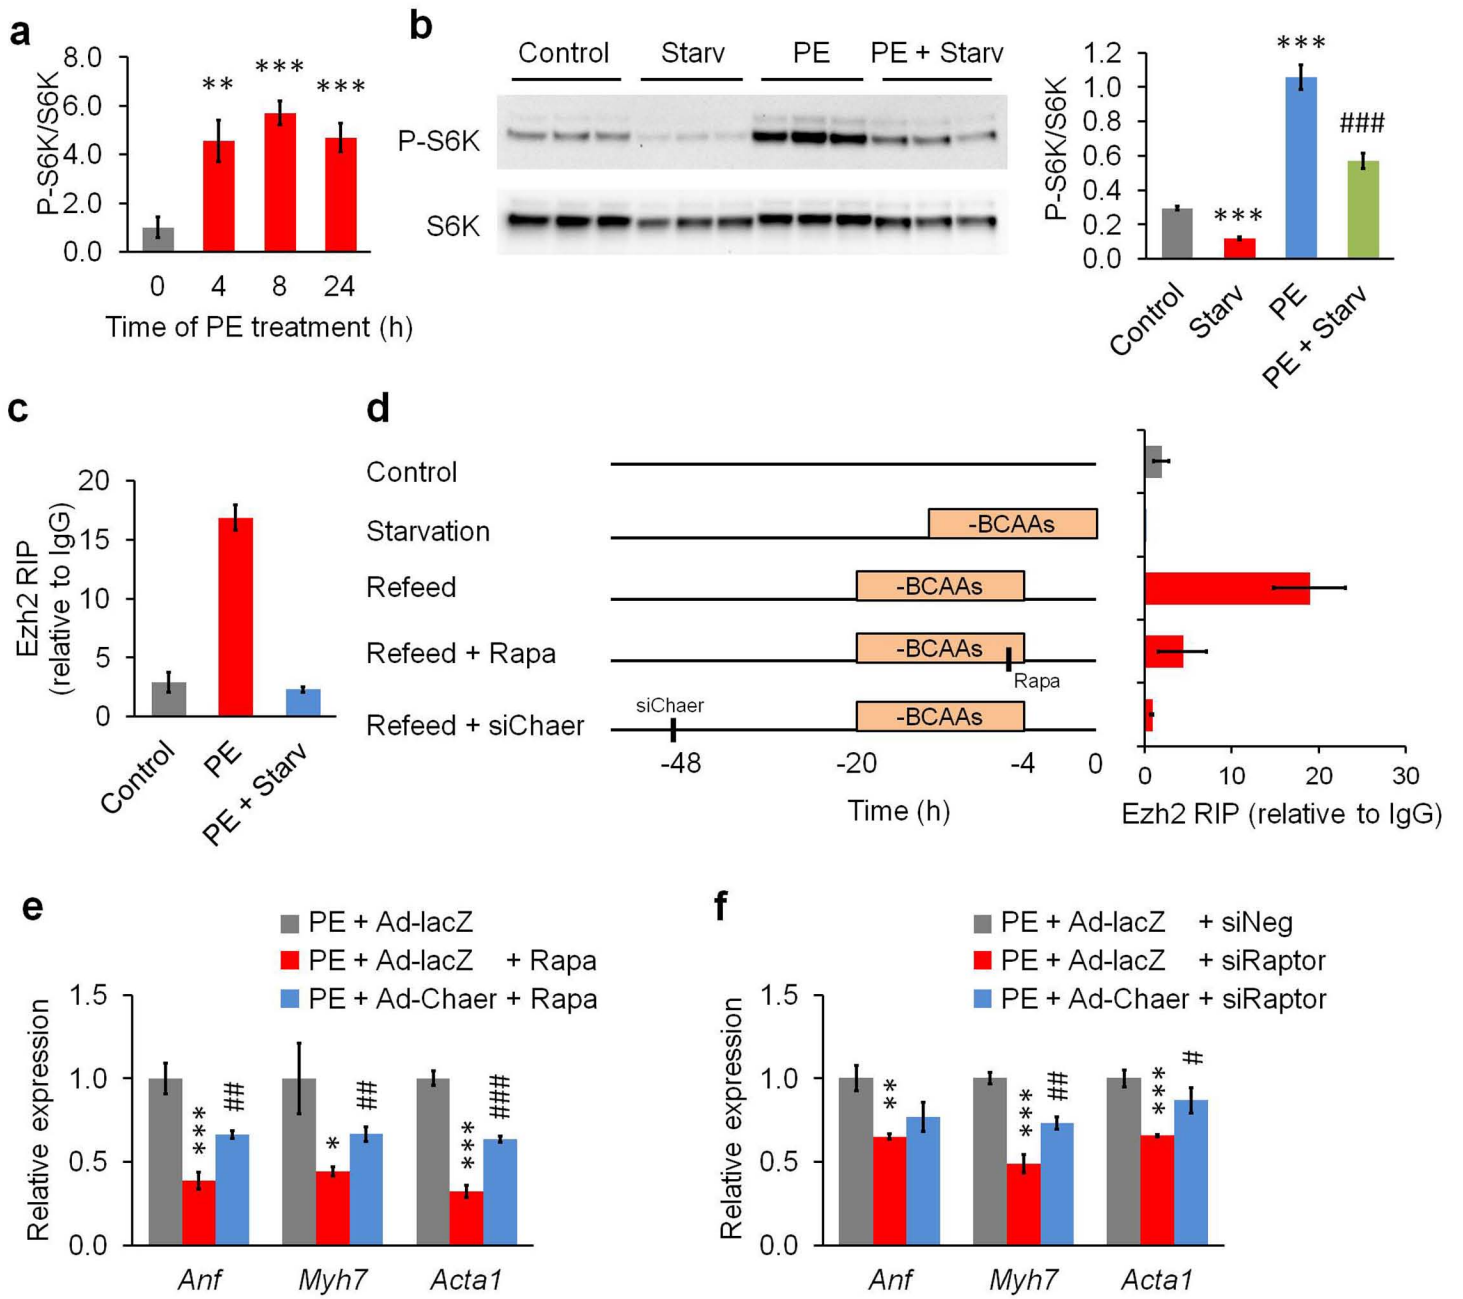 a
P-S6K/S6K
8.0
6.0
4.0
2.0
0.0
**
***
***
0 4 8 24
Time of PE treatment (h)
b
Control Starv PE PE + Starv
P-S6K
S6K
P-S6K/S6K
1.2
1.0
0.8
0.6
0.4
0.2
0.0
***
***
###
Control
Starv
PE
PE + Starv
c
Ezh2 RIP
(relative to IgG)
20
15
10
5
0
Control
PE
PE + Starv
d
Control
Starvation
-BCAAs
Refeed
-BCAAs
Refeed + Rapa
-BCAAs
Rapa
Refeed + siChaer
siChaer
-BCAAs
-48 -20 -4 0
Time (h)
0 10 20 30
Ezh2 RIP (relative to IgG)
e
PE + Ad-lacZ
PE + Ad-lacZ + Rapa
PE + Ad-Chaer + Rapa
Relative expression
1.5
1.0
0.5
0.0
***
##
*
##
***
###
Anf Myh7 Acta1
f
PE + Ad-lacZ + siNeg
PE + Ad-lacZ + siRaptor
PE + Ad-Chaer + siRaptor
Relative expression
1.5
1.0
0.5
0.0
**
***
##
***
#
Anf Myh7 Acta1